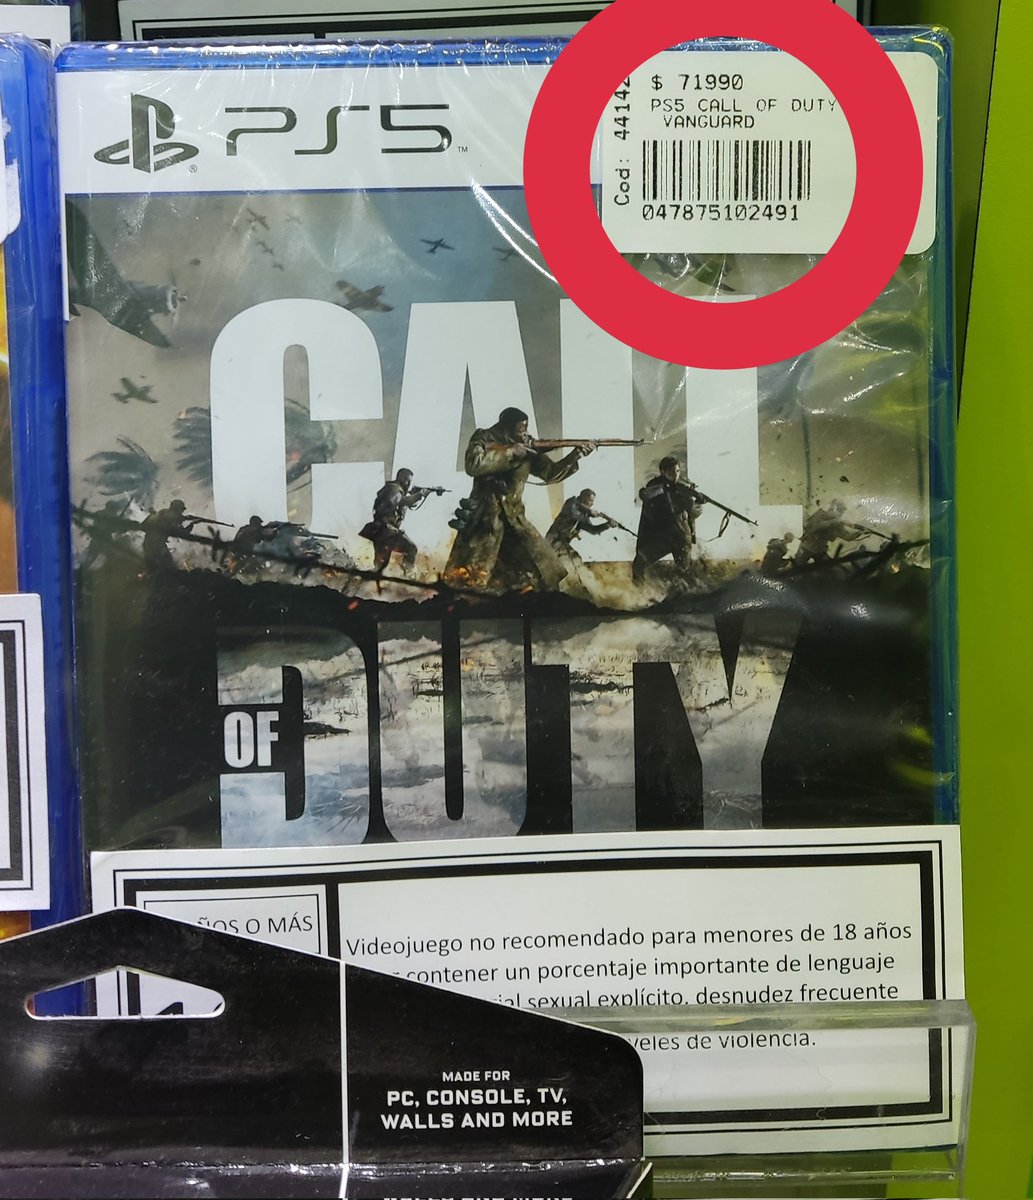 PS5
$ 71990
PS5 CALL OF DUTY
VANGUARD
Cod: 44142
047875102491
CALL
OF
DUTY
O MÁS
Videojuego no recomendado para menores de 18 años
contener un porcentaje importante de lenguaje
sexual explícito, desnudez frecuente
de violencia.
MADE FOR
PC, CONSOLE, TV,
WALLS AND MORE